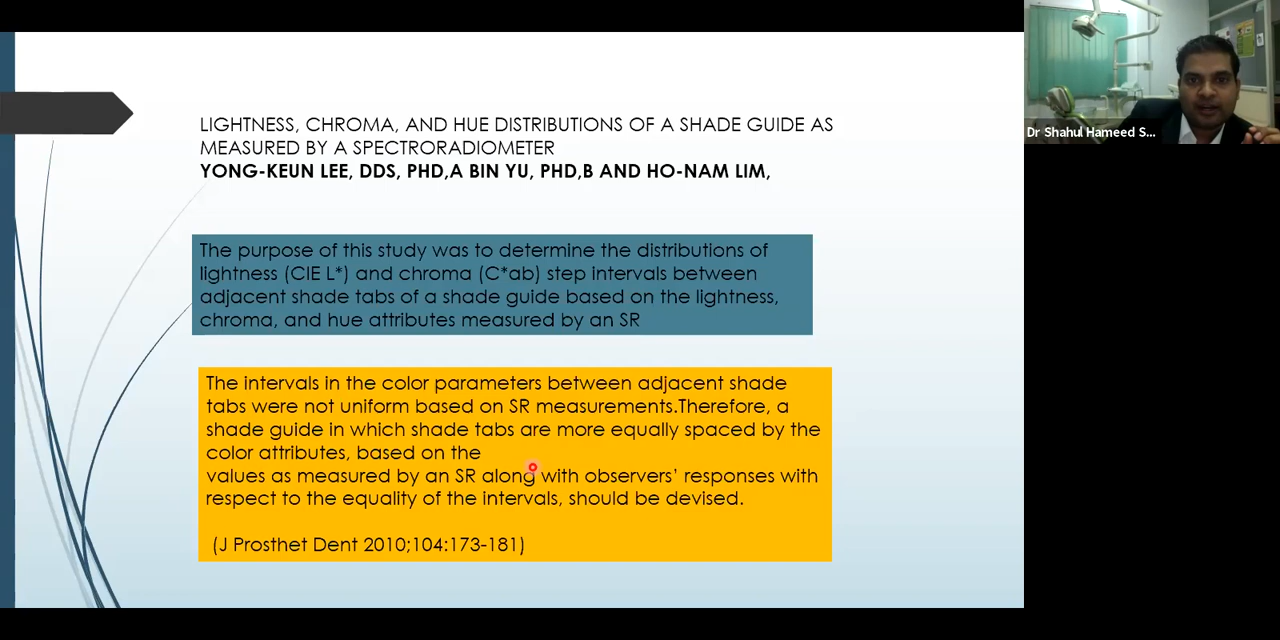 LIGHTNESS, CHROMA, AND HUE DISTRIBUTIONS OF A SHADE GUIDE AS
MEASURED BY A SPECTRORADIOMETER
YONG-KEUN LEE, DDS, PHD,A BIN YU, PHD,B AND HO-NAM LIM,
The purpose of this study was to determine the distributions of
lightness (CIE L*) and chroma (C*ab) step intervals between
adjacent shade tabs of a shade guide based on the lightness,
chroma, and hue attributes measured by an SR
The intervals in the color parameters between adjacent shade
tabs were not uniform based on SR measurements.Therefore, a
shade guide in which shade tabs are more equally spaced by the
color attributes, based on the
values as measured by an SR along with observers’ responses with
respect to the equality of the intervals, should be devised.
(J Prosthet Dent 2010;104:173-181)
Dr Shahul Hameed S...